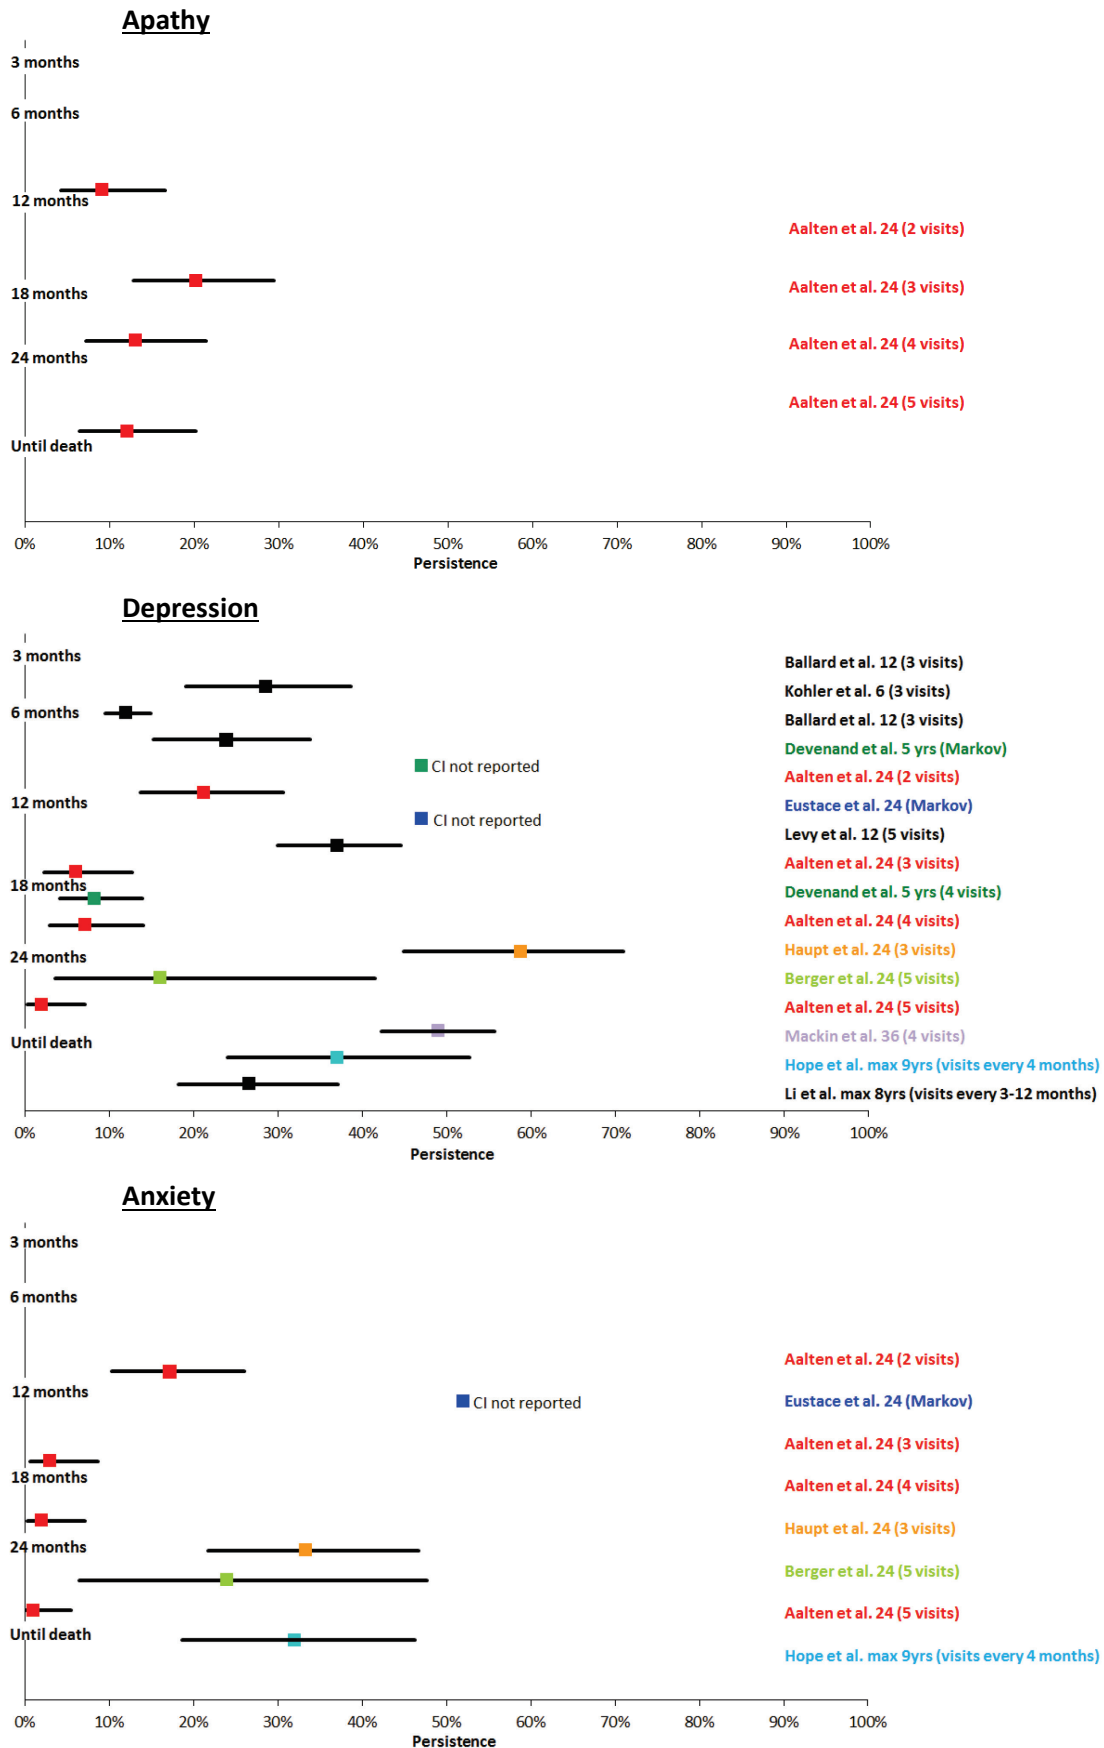 Apathy
3 months
6 months
12 months
Aalten et al. 24 (2 visits)
18 months
Aalten et al. 24 (3 visits)
24 months
Aalten et al. 24 (4 visits)
Aalten et al. 24 (5 visits)
Until death
0% 10% 20% 30% 40% 50% 60% 70% 80% 90% 100%
Persistence
Depression
3 months
Ballard et al. 12 (3 visits)
Kohler et al. 6 (3 visits)
6 months
Ballard et al. 12 (3 visits)
Devenand et al. 5 yrs (Markov)
CI not reported
Aalten et al. 24 (2 visits)
12 months
Eustace et al. 24 (Markov)
CI not reported
Levy et al. 12 (5 visits)
Aalten et al. 24 (3 visits)
18 months
Devenand et al. 5 yrs (4 visits)
Aalten et al. 24 (4 visits)
Haupt et al. 24 (3 visits)
24 months
Berger et al. 24 (5 visits)
Aalten et al. 24 (5 visits)
Mackin et al. 36 (4 visits)
Until death
Hope et al. max 9yrs (visits every 4 months)
Li et al. max 8yrs (visits every 3-12 months)
0% 10% 20% 30% 40% 50% 60% 70% 80% 90% 100%
Persistence
Anxiety
3 months
6 months
Aalten et al. 24 (2 visits)
12 months
Eustace et al. 24 (Markov)
CI not reported
Aalten et al. 24 (3 visits)
18 months
Aalten et al. 24 (4 visits)
Haupt et al. 24 (3 visits)
24 months
Berger et al. 24 (5 visits)
Aalten et al. 24 (5 visits)
Until death
Hope et al. max 9yrs (visits every 4 months)
0% 10% 20% 30% 40% 50% 60% 70% 80% 90% 100%
Persistence